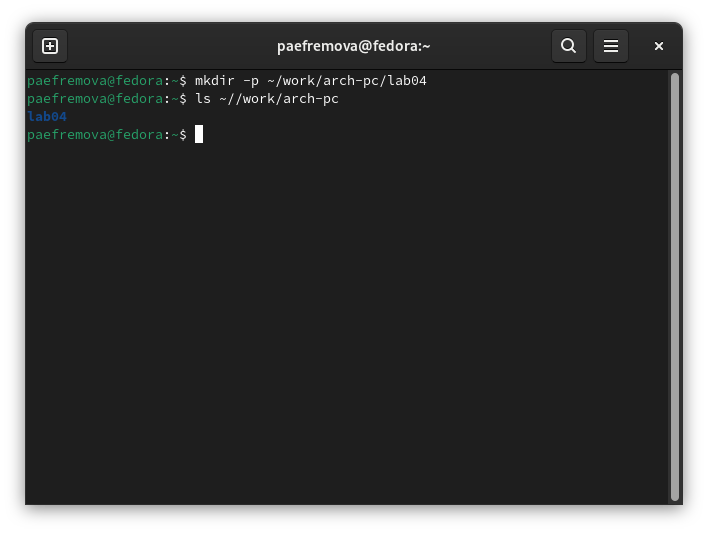 paefremova@fedora:~
paefremova@fedora:~$ mkdir -p ~/work/arch-pc/lab04
paefremova@fedora:~$ ls ~//work/arch-pc
lab04
paefremova@fedora:~$